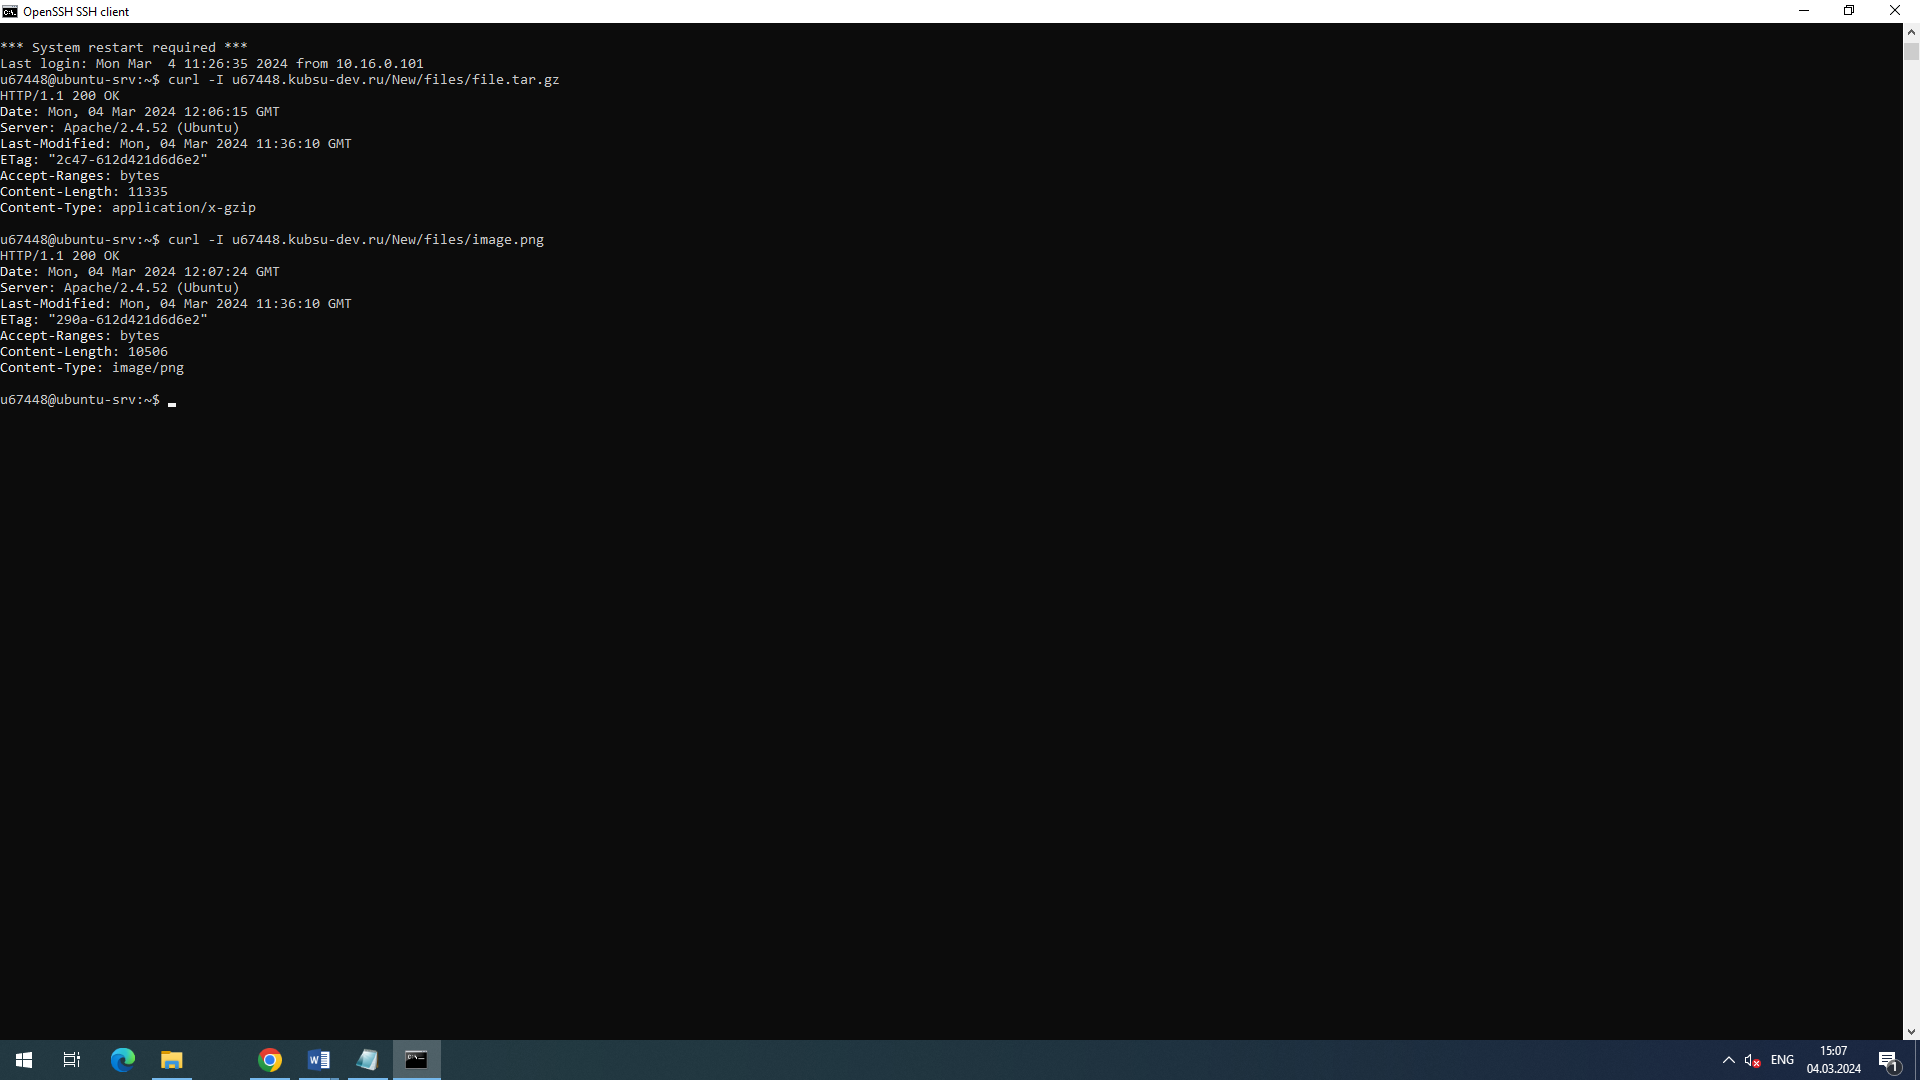 OpenSSH SSH client
*** System restart required ***
Last login: Mon Mar  4 11:26:35 2024 from 10.16.0.101
u67448@ubuntu-srv:~$ curl -I u67448.kubsu-dev.ru/New/files/file.tar.gz
HTTP/1.1 200 OK
Date: Mon, 04 Mar 2024 12:06:15 GMT
Server: Apache/2.4.52 (Ubuntu)
Last-Modified: Mon, 04 Mar 2024 11:36:10 GMT
ETag: "2c47-612d421d6d6e2"
Accept-Ranges: bytes
Content-Length: 11335
Content-Type: application/x-gzip
u67448@ubuntu-srv:~$ curl -I u67448.kubsu-dev.ru/New/files/image.png
HTTP/1.1 200 OK
Date: Mon, 04 Mar 2024 12:07:24 GMT
Server: Apache/2.4.52 (Ubuntu)
Last-Modified: Mon, 04 Mar 2024 11:36:10 GMT
ETag: "290a-612d421d6d6e2"
Accept-Ranges: bytes
Content-Length: 10506
Content-Type: image/png
u67448@ubuntu-srv:~$
ENG
15:07
04.03.2024
1